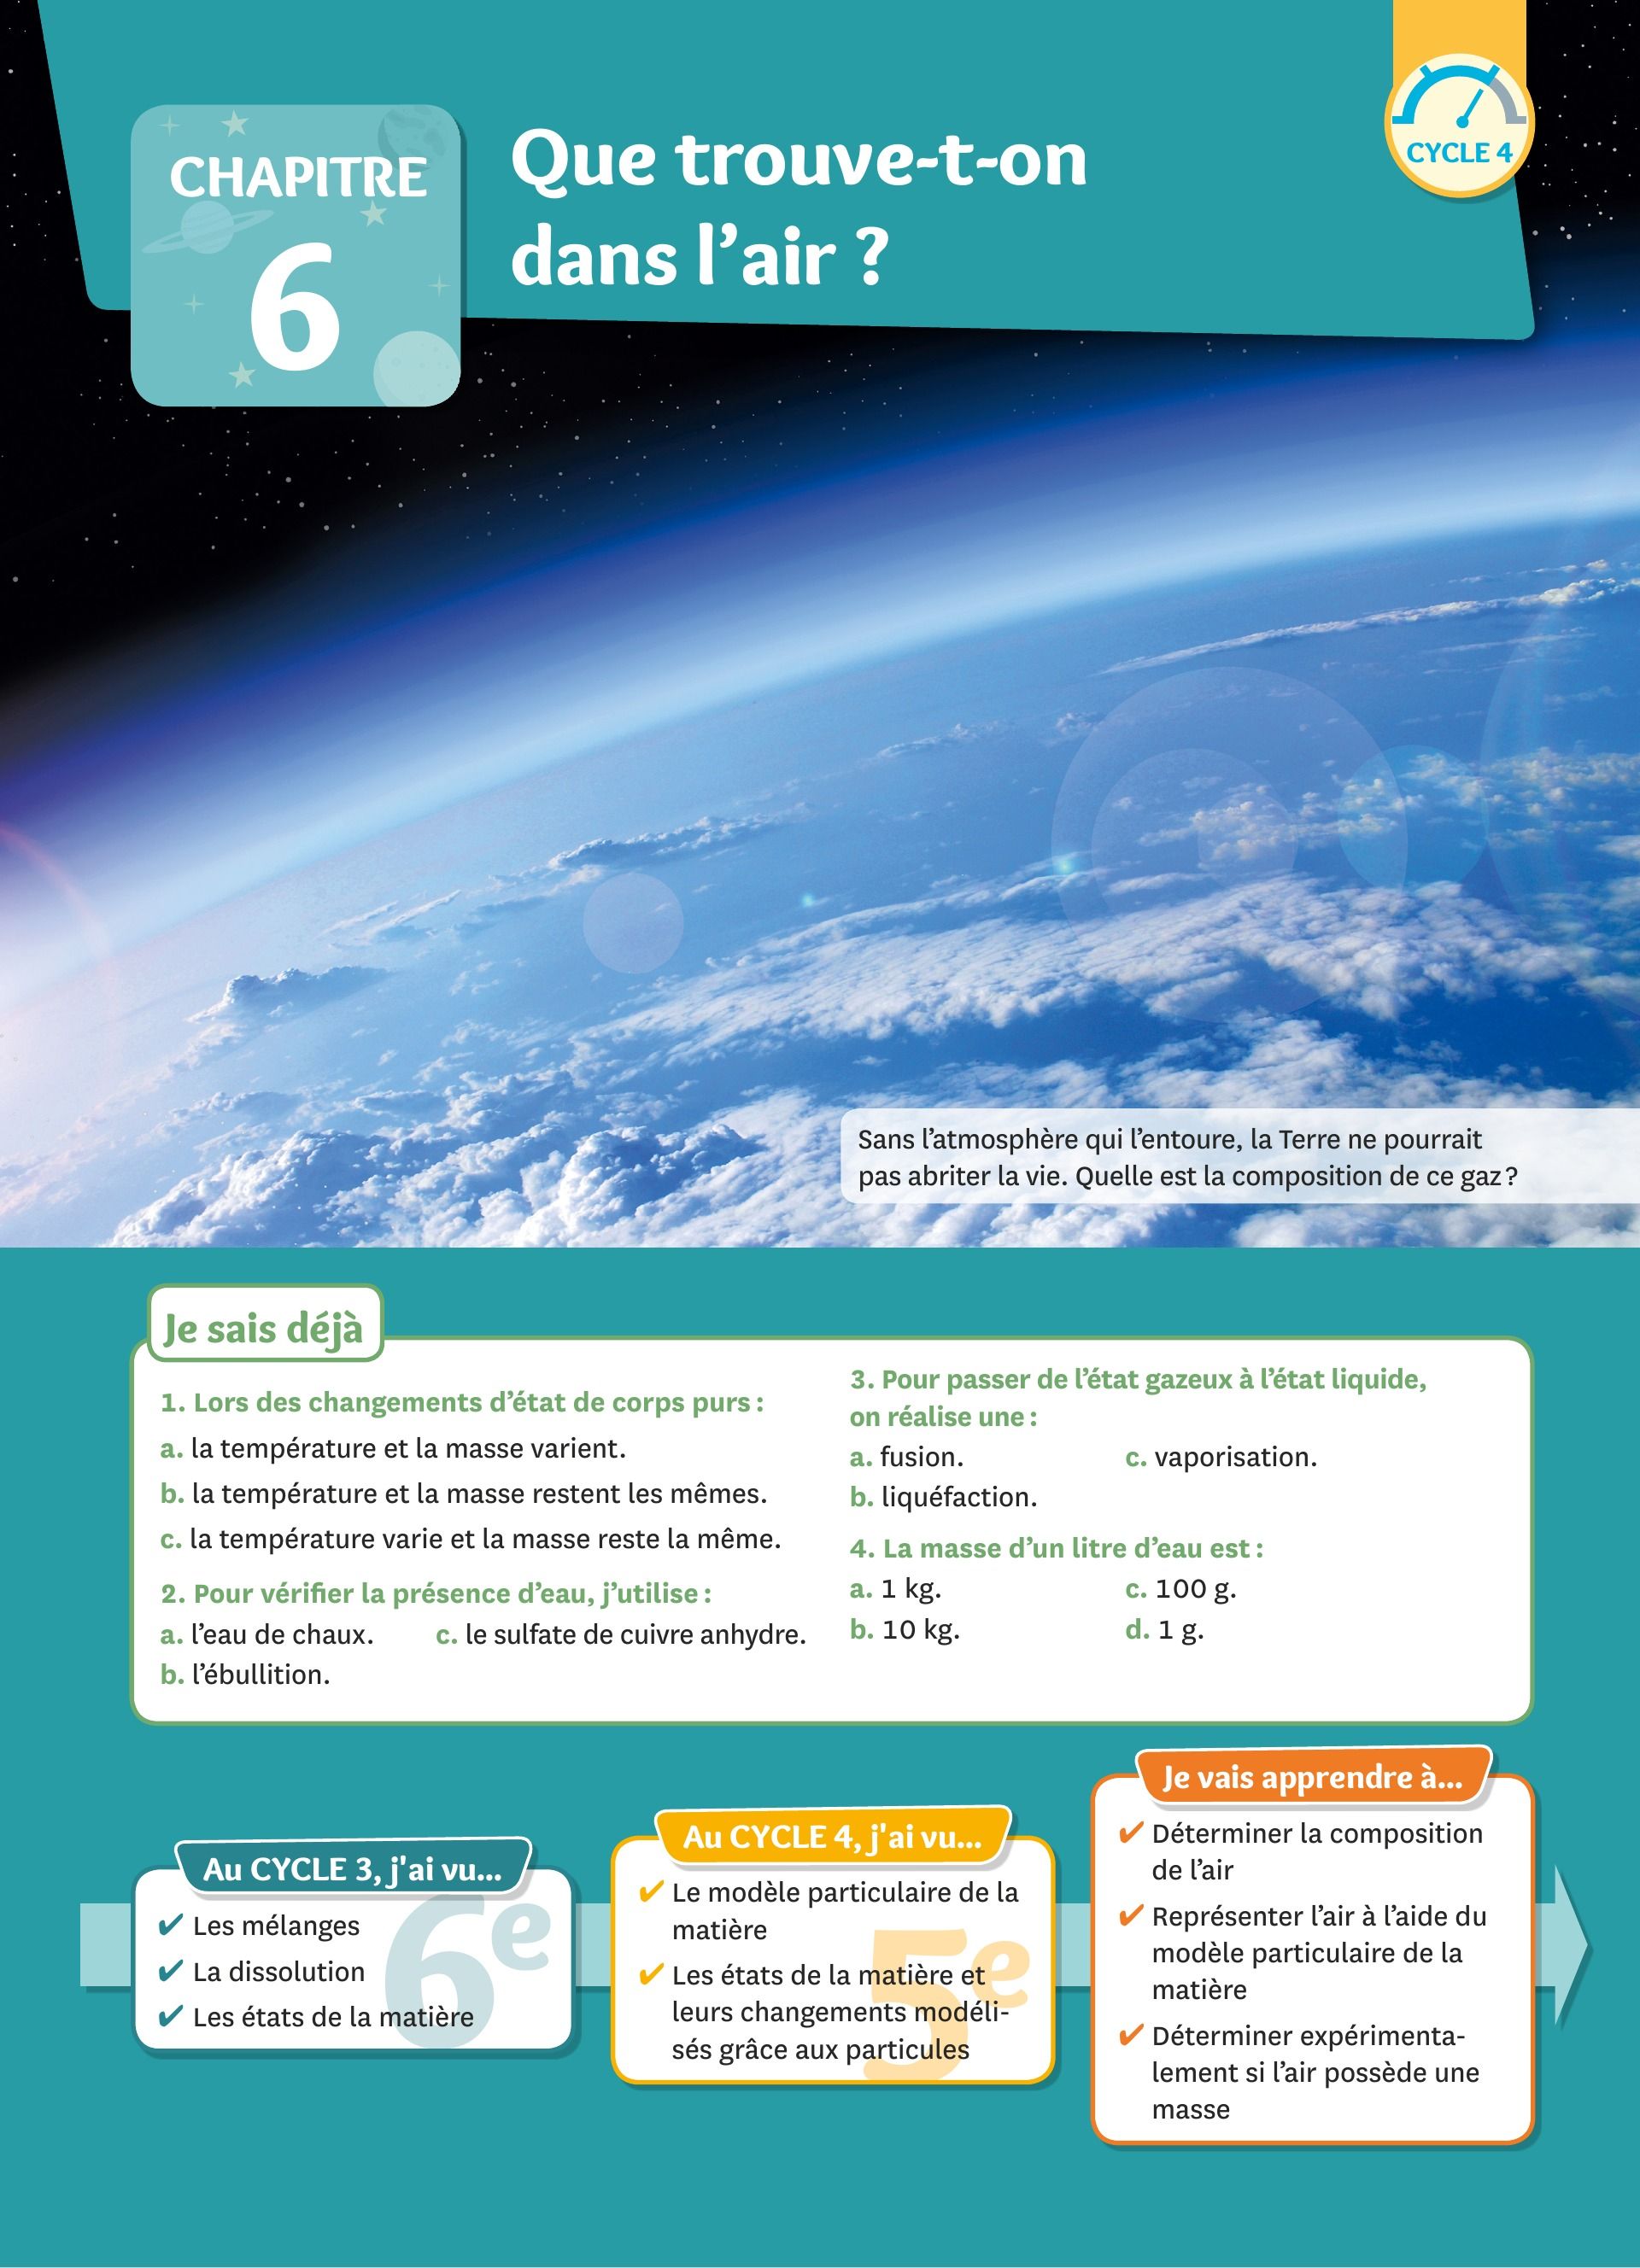 CHAPITRE
6
Que trouve-t-on
dans l’air ?
CYCLE 4
Sans l’atmosphère qui l’entoure, la Terre ne pourrait
pas abriter la vie. Quelle est la composition de ce gaz ?
Je sais déjà
1. Lors des changements d’état de corps purs :
a. la température et la masse varient.
b. la température et la masse restent les mêmes.
c. la température varie et la masse reste la même.
2. Pour vérifier la présence d’eau, j’utilise :
a. l’eau de chaux. c. le sulfate de cuivre anhydre.
b. l’ébullition.
3. Pour passer de l’état gazeux à l’état liquide,
on réalise une :
a. fusion. c. vaporisation.
b. liquéfaction.
4. La masse d’un litre d’eau est :
a. 1 kg. c. 100 g.
b. 10 kg. d. 1 g.
Au CYCLE 3, j'ai vu...
6e
✔ Les mélanges
✔ La dissolution
✔ Les états de la matière
Au CYCLE 4, j'ai vu...
5e
✔ Le modèle particulaire de la
matière
✔ Les états de la matière et
leurs changements modéli-
sés grâce aux particules
Je vais apprendre à...
✔ Déterminer la composition
de l’air
✔ Représenter l’air à l’aide du
modèle particulaire de la
matière
✔ Déterminer expérimenta-
lement si l’air possède une
masse